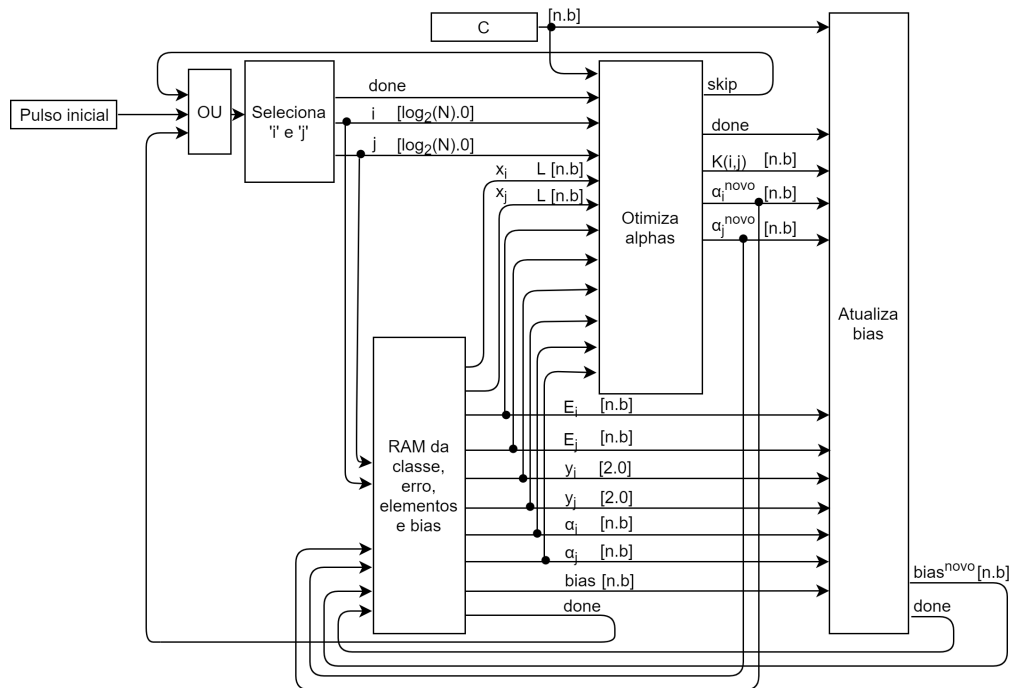 C
[n.b]
Pulso inicial
OU
Seleciona
'i' e 'j'
done
i [log₂(N).0]
j [log₂(N).0]
xᵢ L [n.b]
xⱼ L [n.b]
Otimiza
alphas
skip
done
K(i,j) [n.b]
αᵢⁿᵒᵛᵒ [n.b]
αⱼⁿᵒᵛᵒ [n.b]
Atualiza
bias
RAM da
classe,
erro,
elementos
e bias
Eᵢ [n.b]
Eⱼ [n.b]
yᵢ [2.0]
yⱼ [2.0]
αᵢ [n.b]
αⱼ [n.b]
bias [n.b]
done
biasⁿᵒᵛᵒ [n.b]
done